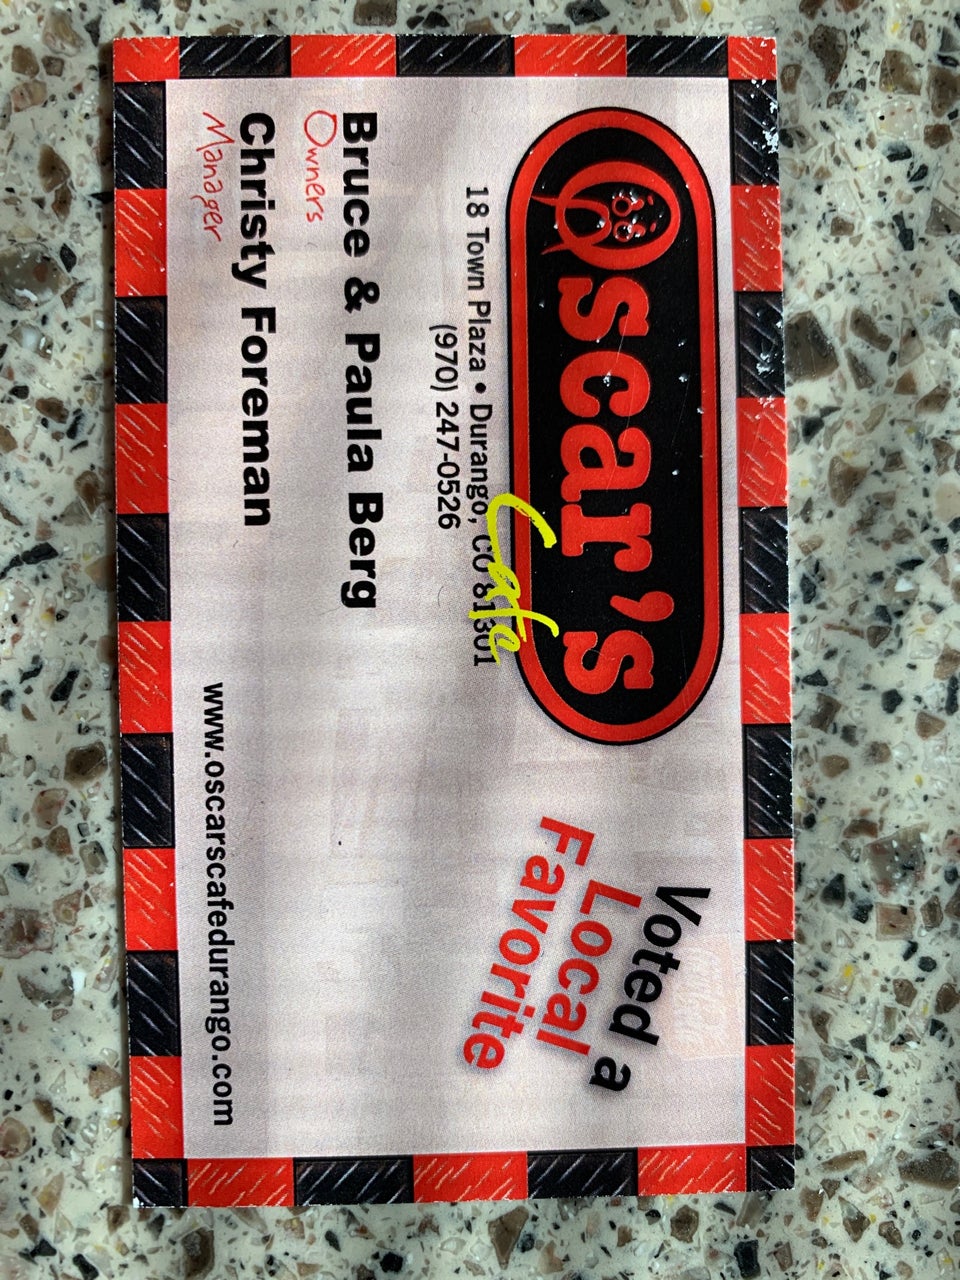 Oscar's
Cafe
18 Town Plaza • Durango, CO 81301
(970) 247-0526
Voted a
Local
Favorite
Bruce & Paula Berg
Owners
Christy Foreman
Manager
www.oscarscafedurango.com